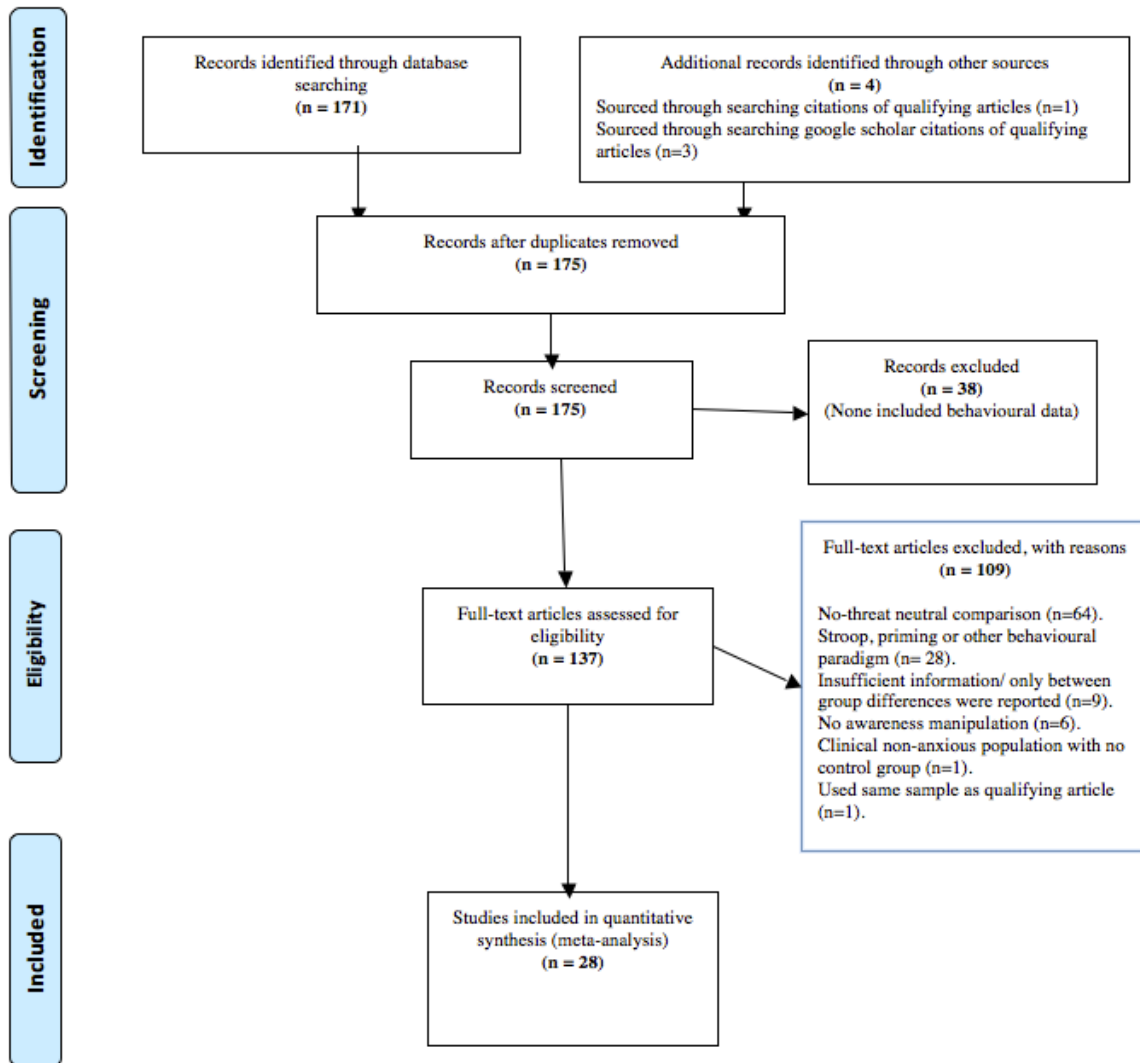 Identification
Records identified through database
searching
(n = 171)
Additional records identified through other sources
(n = 4)
Sourced through searching citations of qualifying articles (n=1)
Sourced through searching google scholar citations of qualifying
articles (n=3)
Screening
Records after duplicates removed
(n = 175)
Records screened
(n = 175)
Records excluded
(n = 38)
(None included behavioural data)
Eligibility
Full-text articles assessed for
eligibility
(n = 137)
Full-text articles excluded, with reasons
(n = 109)
No-threat neutral comparison (n=64).
Stroop, priming or other behavioural
paradigm (n= 28).
Insufficient information/ only between
group differences were reported (n=9).
No awareness manipulation (n=6).
Clinical non-anxious population with no
control group (n=1).
Used same sample as qualifying article
(n=1).
Included
Studies included in quantitative
synthesis (meta-analysis)
(n = 28)